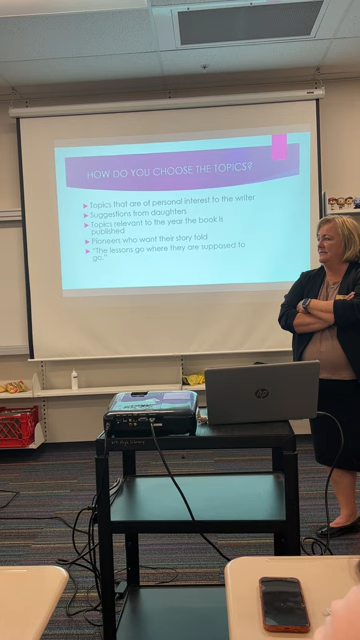 HOW DO YOU CHOOSE THE TOPICS?
Topics that are of personal interest to the writer
Suggestions from daughters
Topics relevant to the year the book is
published
Pioneers who want their story told
"The lessons go where they are supposed to
go."
hp